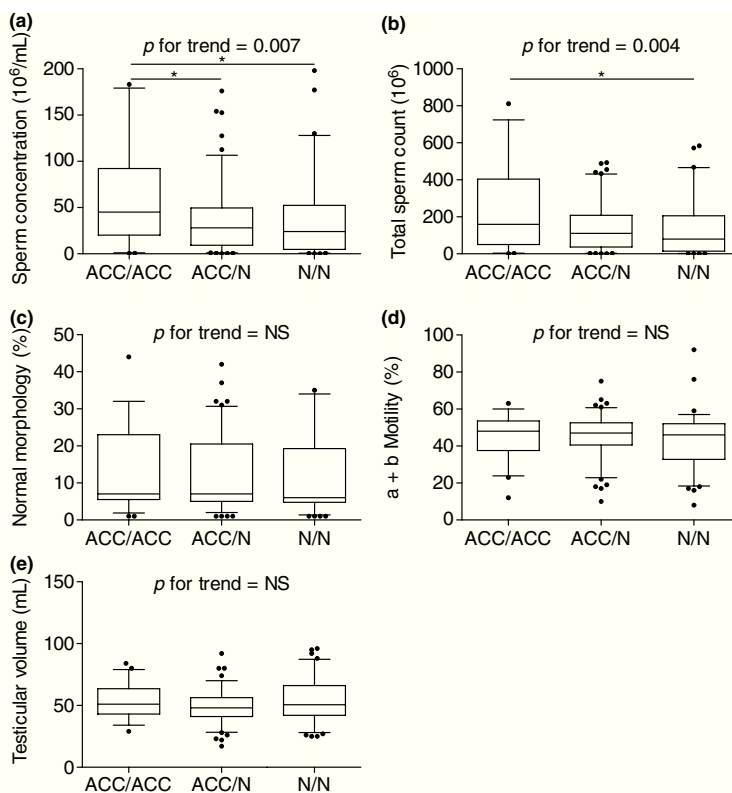 (a)
p for trend = 0.007
*
*
Sperm concentration (10⁶/mL)
200
150
100
50
0
ACC/ACC ACC/N N/N
(b)
p for trend = 0.004
*
Total sperm count (10⁶)
1000
800
600
400
200
0
ACC/ACC ACC/N N/N
(c)
p for trend = NS
Normal morphology (%)
50
40
30
20
10
0
ACC/ACC ACC/N N/N
(d)
p for trend = NS
a + b Motility (%)
100
80
60
40
20
0
ACC/ACC ACC/N N/N
(e)
p for trend = NS
Testicular volume (mL)
150
100
50
0
ACC/ACC ACC/N N/N